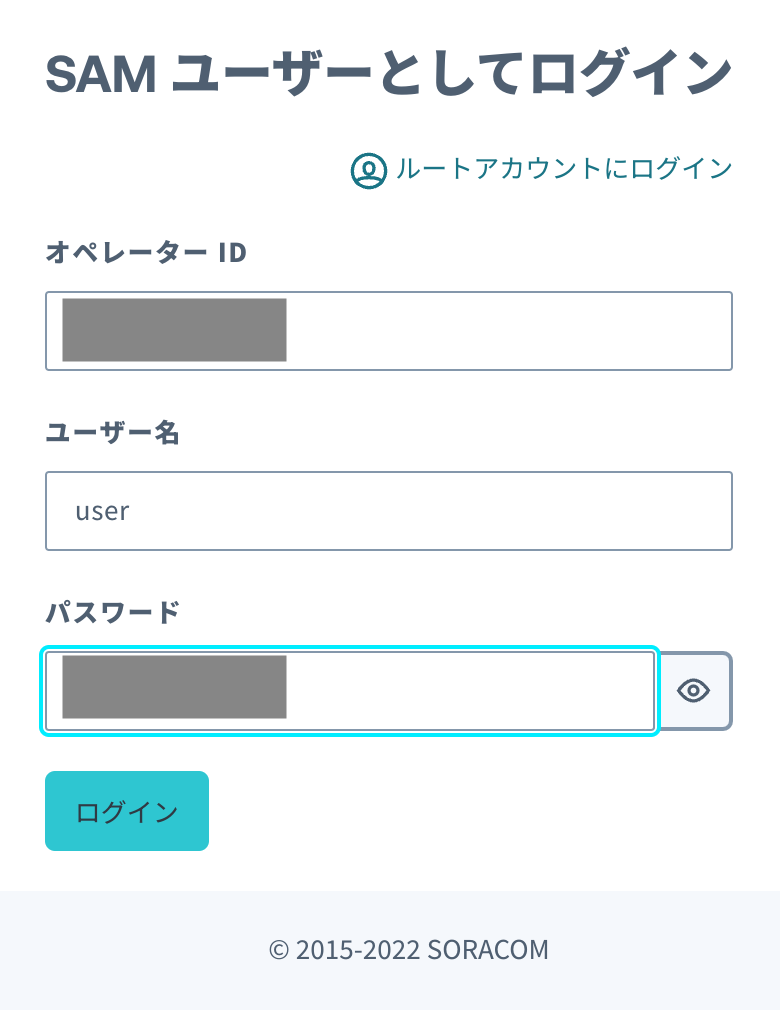 SAM ユーザーとしてログイン
ルートアカウントにログイン
オペレーター ID
ユーザー名
user
パスワード
ログイン
© 2015-2022 SORACOM